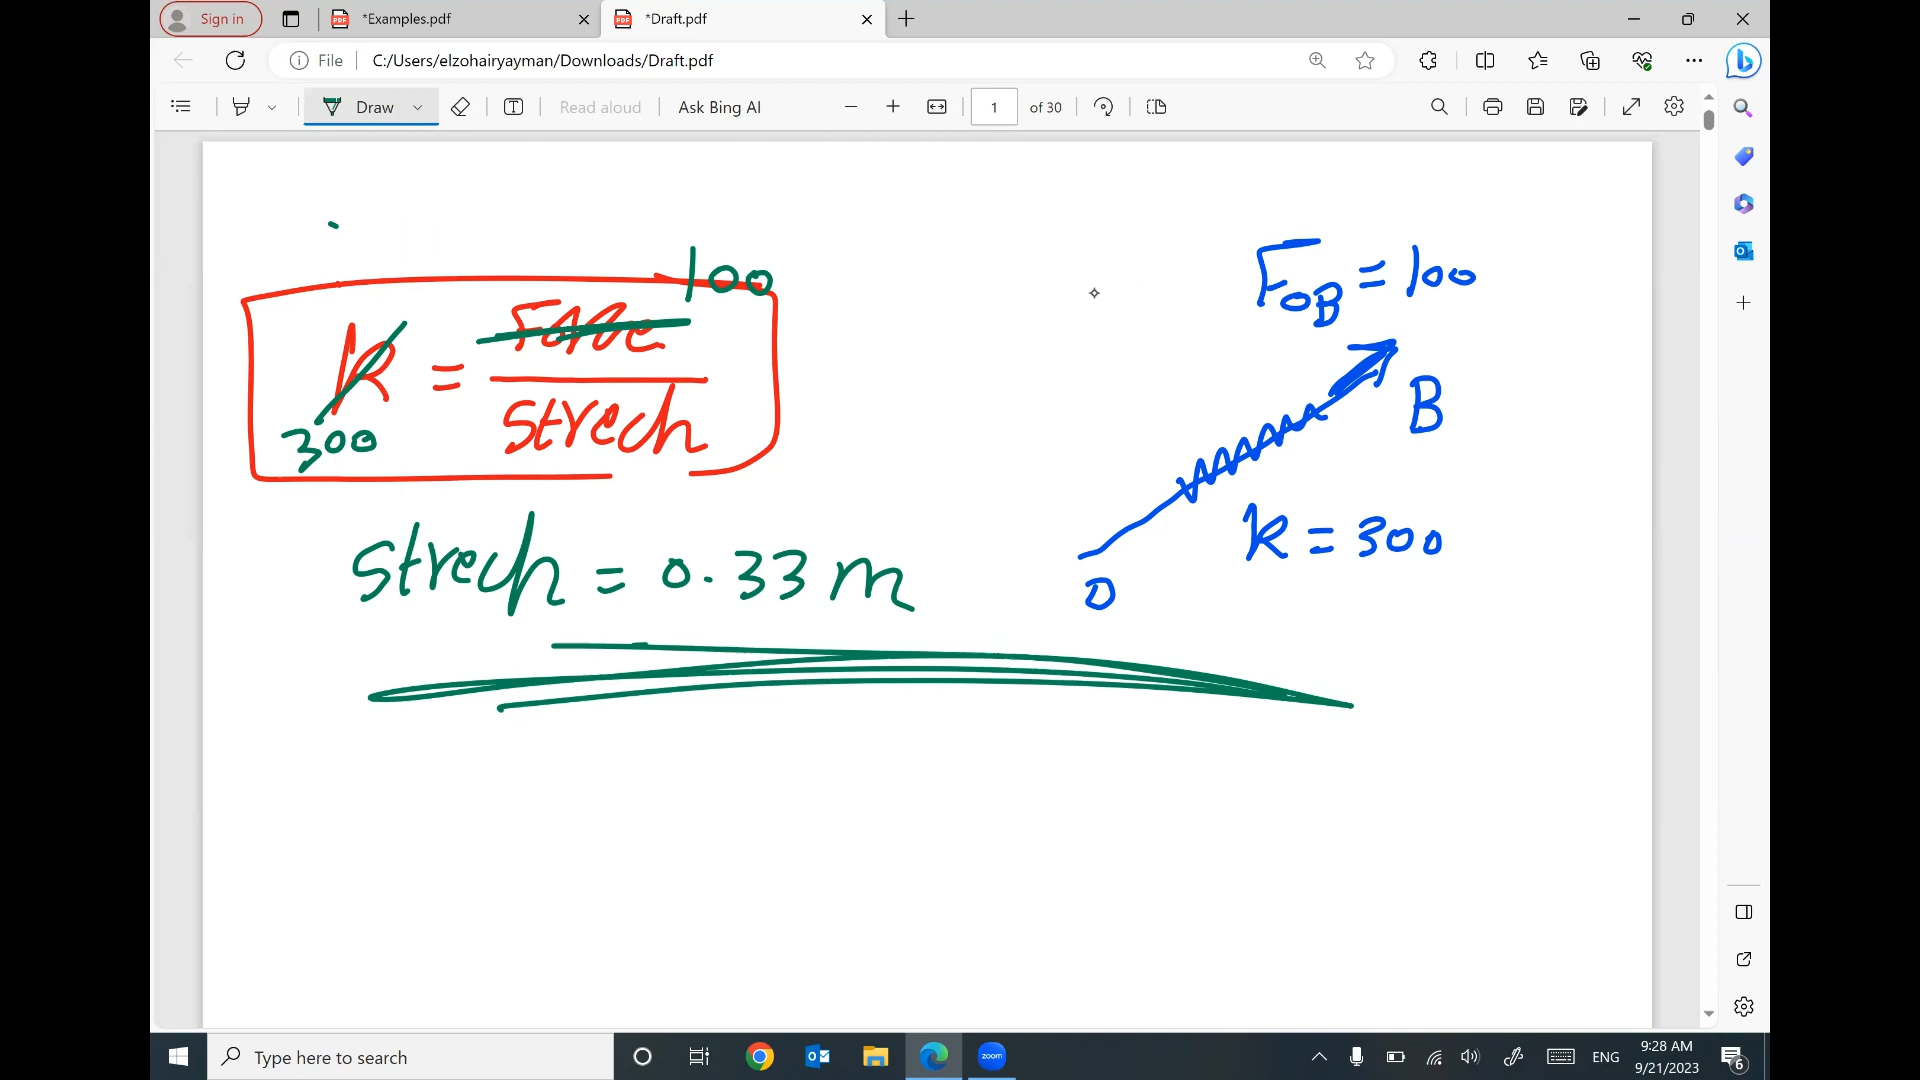 Sign in
*Examples.pdf
*Draft.pdf
File
C:/Users/elzohairyayman/Downloads/Draft.pdf
Draw
Read aloud
Ask Bing AI
1
of 30
100
K = Force
Strech
300
Strech = 0.33 m
FOB = 100
B
K = 300
O
Type here to search
zoom
ENG
9:28 AM
9/21/2023
6